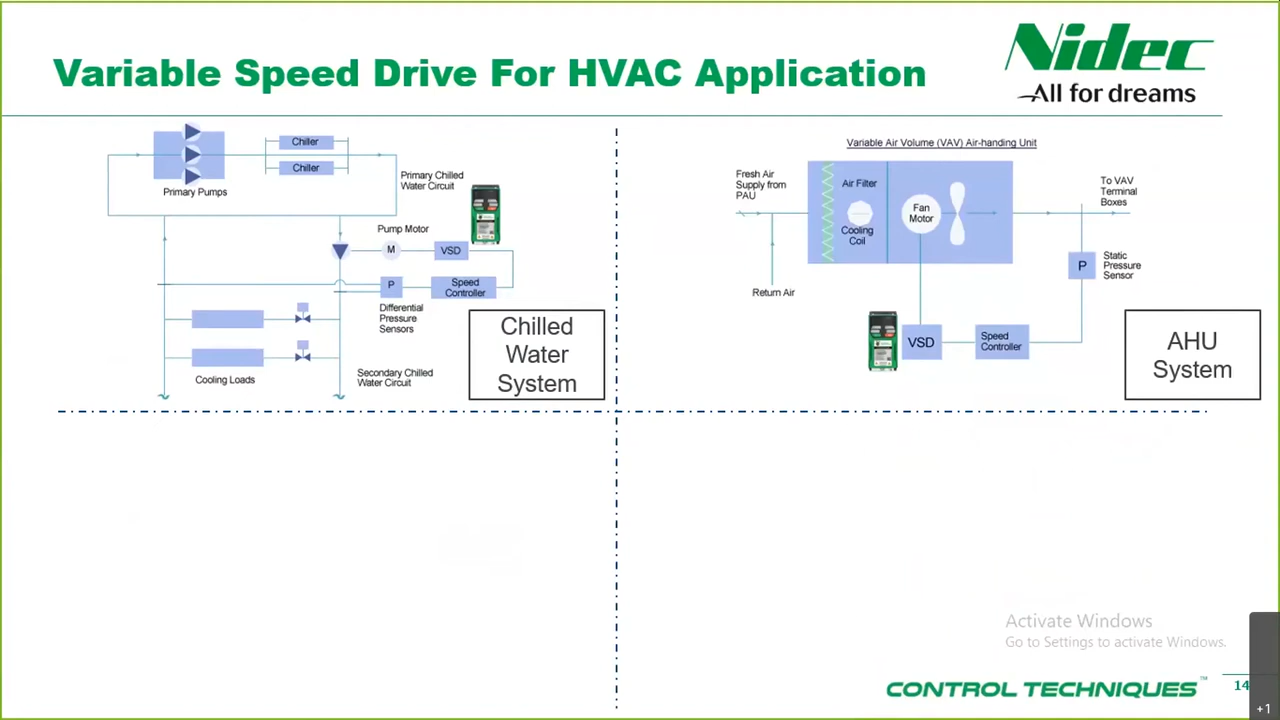 Variable Speed Drive For HVAC Application
Nidec
All for dreams
Chiller
Chiller
Primary Pumps
Primary Chilled
Water Circuit
Pump Motor
M
VSD
P
Speed
Controller
Differential
Pressure
Sensors
Cooling Loads
Secondary Chilled
Water Circuit
Chilled
Water
System
Variable Air Volume (VAV) Air-handing Unit
Fresh Air
Supply from
PAU
Air Filter
Cooling
Coil
Fan
Motor
To VAV
Terminal
Boxes
P
Static
Pressure
Sensor
Return Air
VSD
Speed
Controller
AHU
System
Activate Windows
Go to Settings to activate Windows.
CONTROL TECHNIQUES™
14
+1